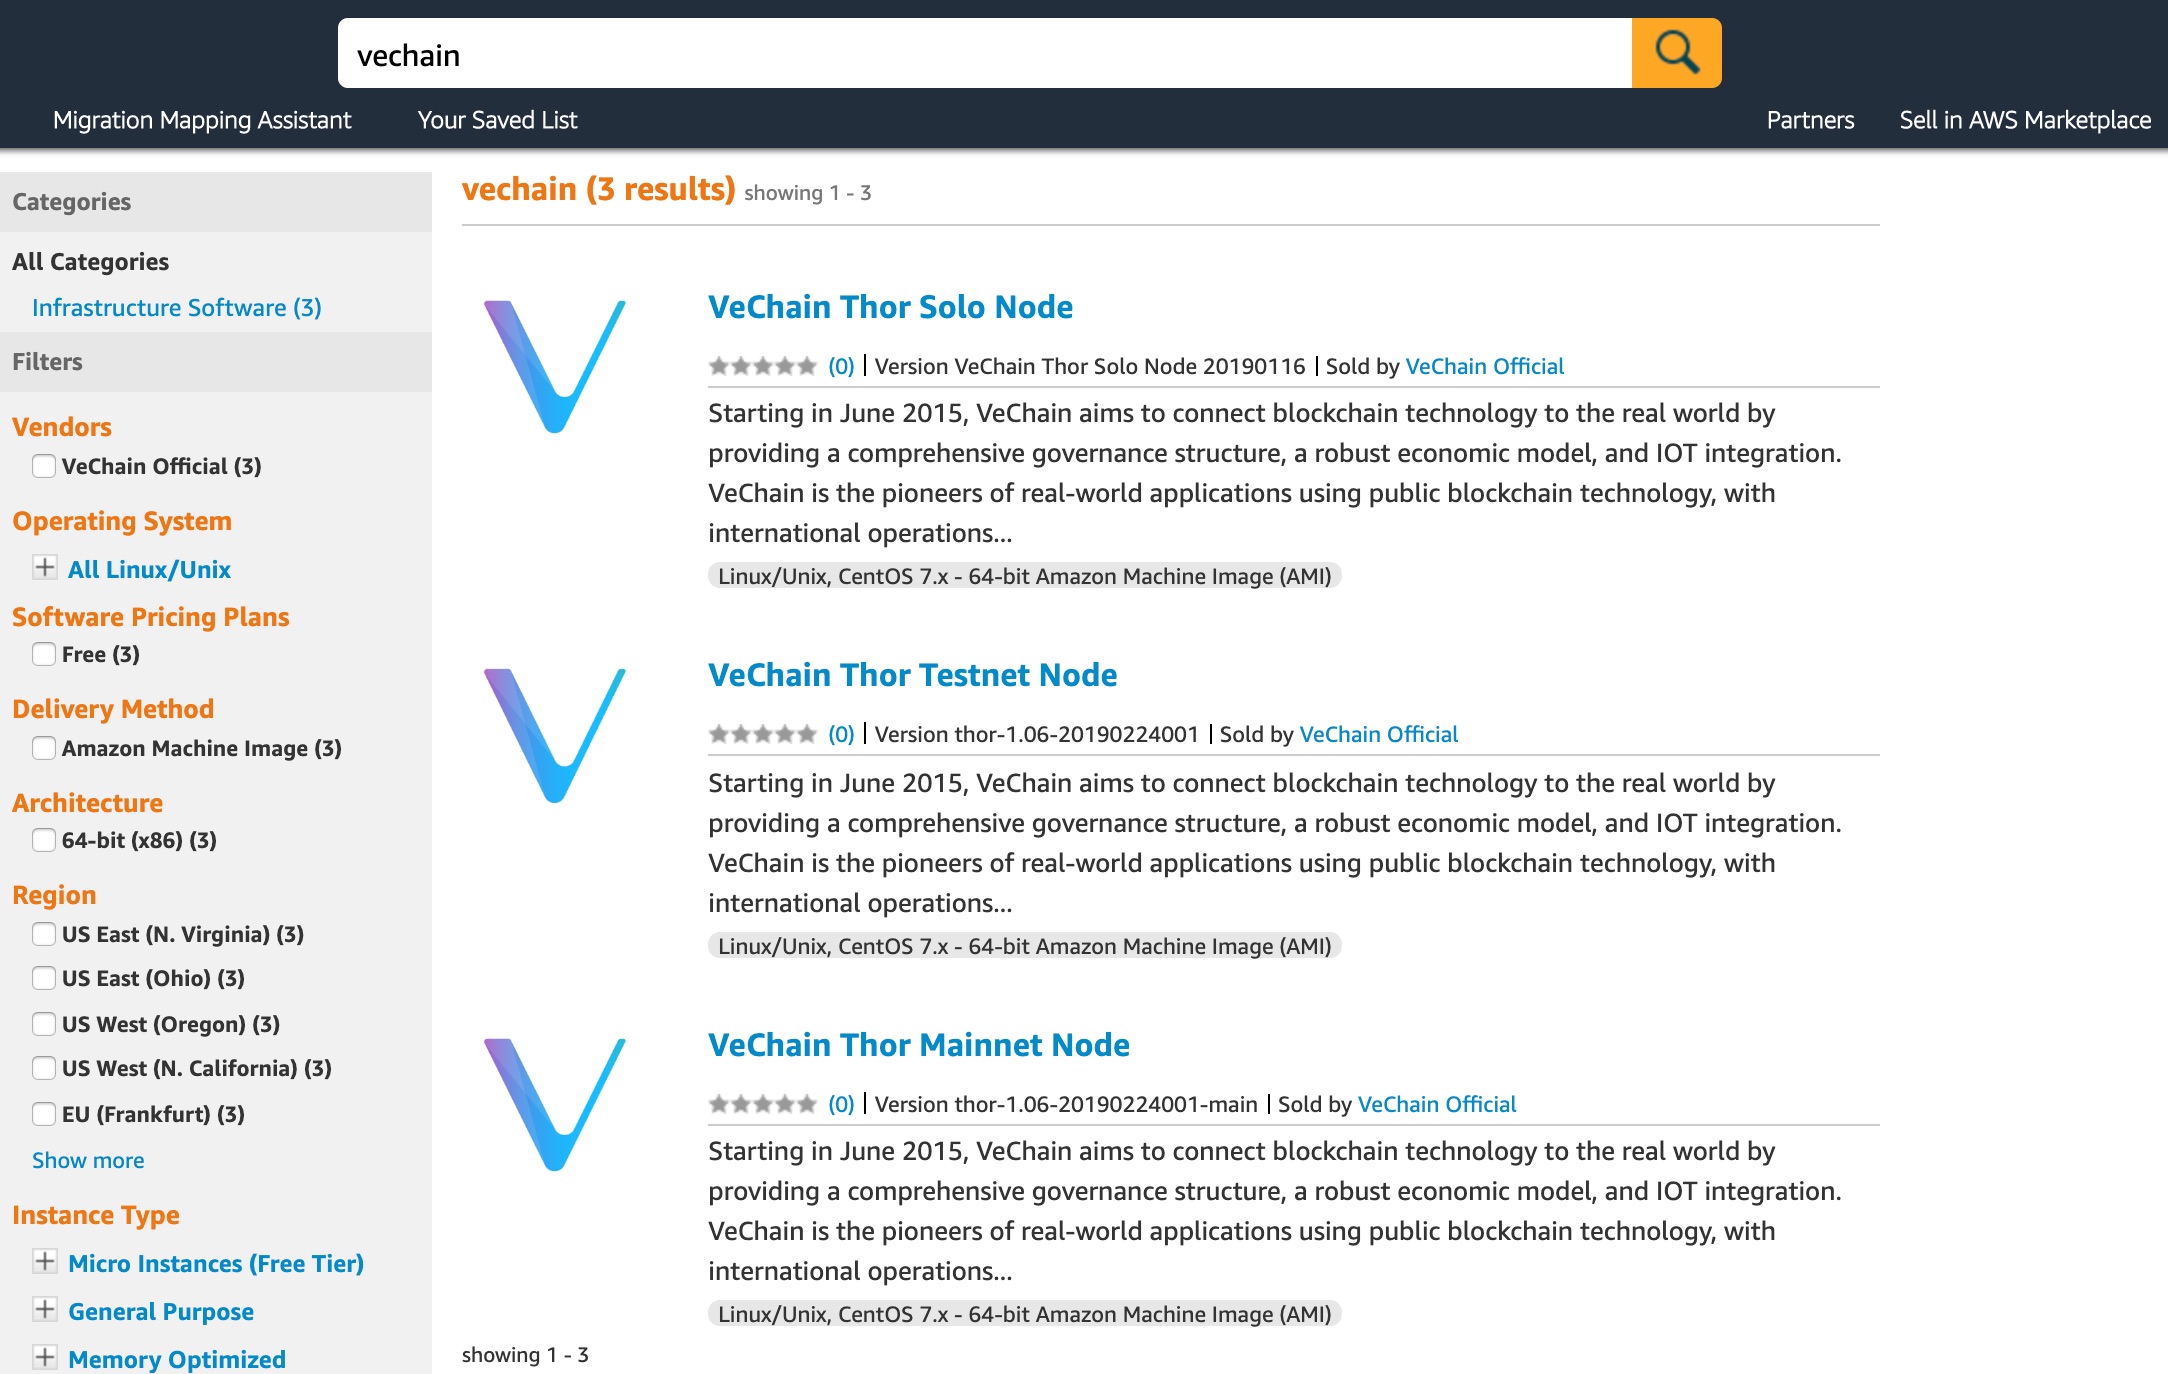 vechain
Migration Mapping Assistant
Your Saved List
Partners
Sell in AWS Marketplace
Categories
All Categories
Infrastructure Software (3)
Filters
Vendors
VeChain Official (3)
Operating System
All Linux/Unix
Software Pricing Plans
Free (3)
Delivery Method
Amazon Machine Image (3)
Architecture
64-bit (x86) (3)
Region
US East (N. Virginia) (3)
US East (Ohio) (3)
US West (Oregon) (3)
US West (N. California) (3)
EU (Frankfurt) (3)
Show more
Instance Type
Micro Instances (Free Tier)
General Purpose
Memory Optimized
vechain (3 results) showing 1 - 3
VeChain Thor Solo Node
(0) | Version VeChain Thor Solo Node 20190116 | Sold by VeChain Official
Starting in June 2015, VeChain aims to connect blockchain technology to the real world by
providing a comprehensive governance structure, a robust economic model, and IOT integration.
VeChain is the pioneers of real-world applications using public blockchain technology, with
international operations...
Linux/Unix, CentOS 7.x - 64-bit Amazon Machine Image (AMI)
VeChain Thor Testnet Node
(0) | Version thor-1.06-20190224001 | Sold by VeChain Official
Starting in June 2015, VeChain aims to connect blockchain technology to the real world by
providing a comprehensive governance structure, a robust economic model, and IOT integration.
VeChain is the pioneers of real-world applications using public blockchain technology, with
international operations...
Linux/Unix, CentOS 7.x - 64-bit Amazon Machine Image (AMI)
VeChain Thor Mainnet Node
(0) | Version thor-1.06-20190224001-main | Sold by VeChain Official
Starting in June 2015, VeChain aims to connect blockchain technology to the real world by
providing a comprehensive governance structure, a robust economic model, and IOT integration.
VeChain is the pioneers of real-world applications using public blockchain technology, with
international operations...
Linux/Unix, CentOS 7.x - 64-bit Amazon Machine Image (AMI)
showing 1 - 3